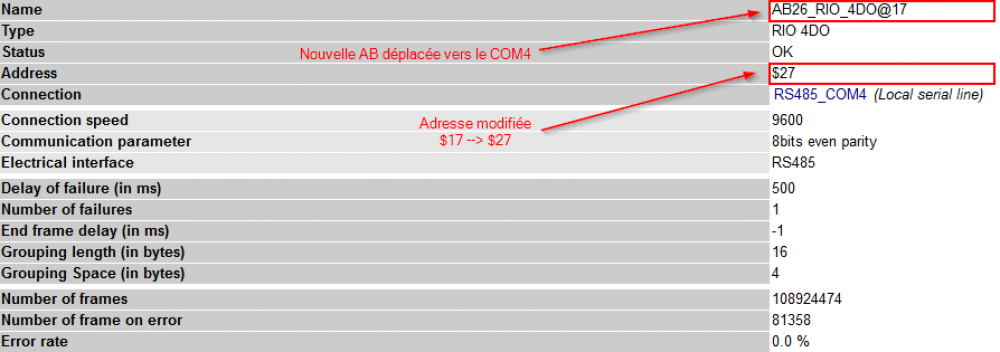 Name AB26_RIO_4DO@17
Type RIO 4DO
Status OK
Nouvelle AB déplacée vers le COM4
Address $27
Connection RS485_COM4 (Local serial line)
Connection speed 9600
Adresse modifiée
$17 --> $27
Communication parameter 8bits even parity
Electrical interface RS485
Delay of failure (in ms) 500
Number of failures 1
End frame delay (in ms) -1
Grouping length (in bytes) 16
Grouping Space (in bytes) 4
Number of frames 108924474
Number of frame on error 81358
Error rate 0.0 %